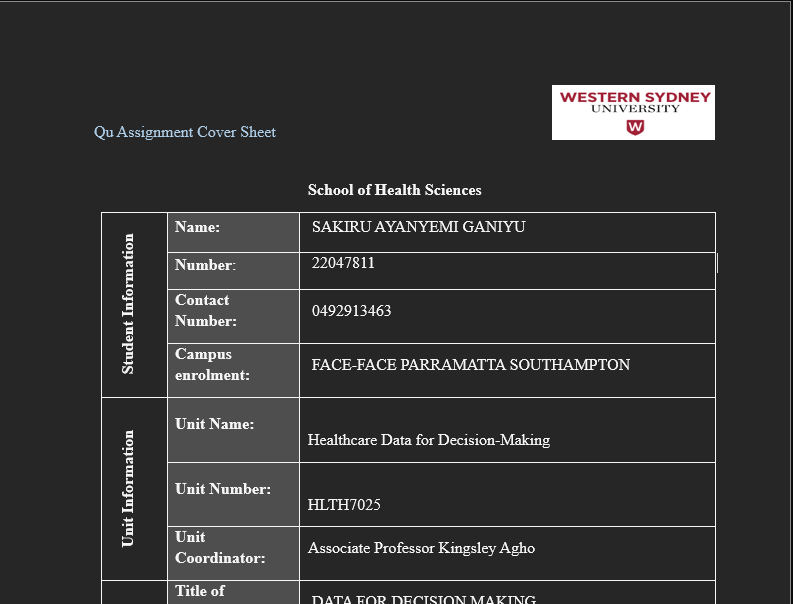 WESTERN SYDNEY
UNIVERSITY
W
Qu Assignment Cover Sheet
School of Health Sciences
Student Information
Name:
SAKIRU AYANYEMI GANIYU
Number:
22047811
Contact
Number:
0492913463
Campus
enrolment:
FACE-FACE PARRAMATTA SOUTHAMPTON
Unit Information
Unit Name:
Healthcare Data for Decision-Making
Unit Number:
HLTH7025
Unit
Coordinator:
Associate Professor Kingsley Agho
Title of
DATA FOR DECISION MAKING